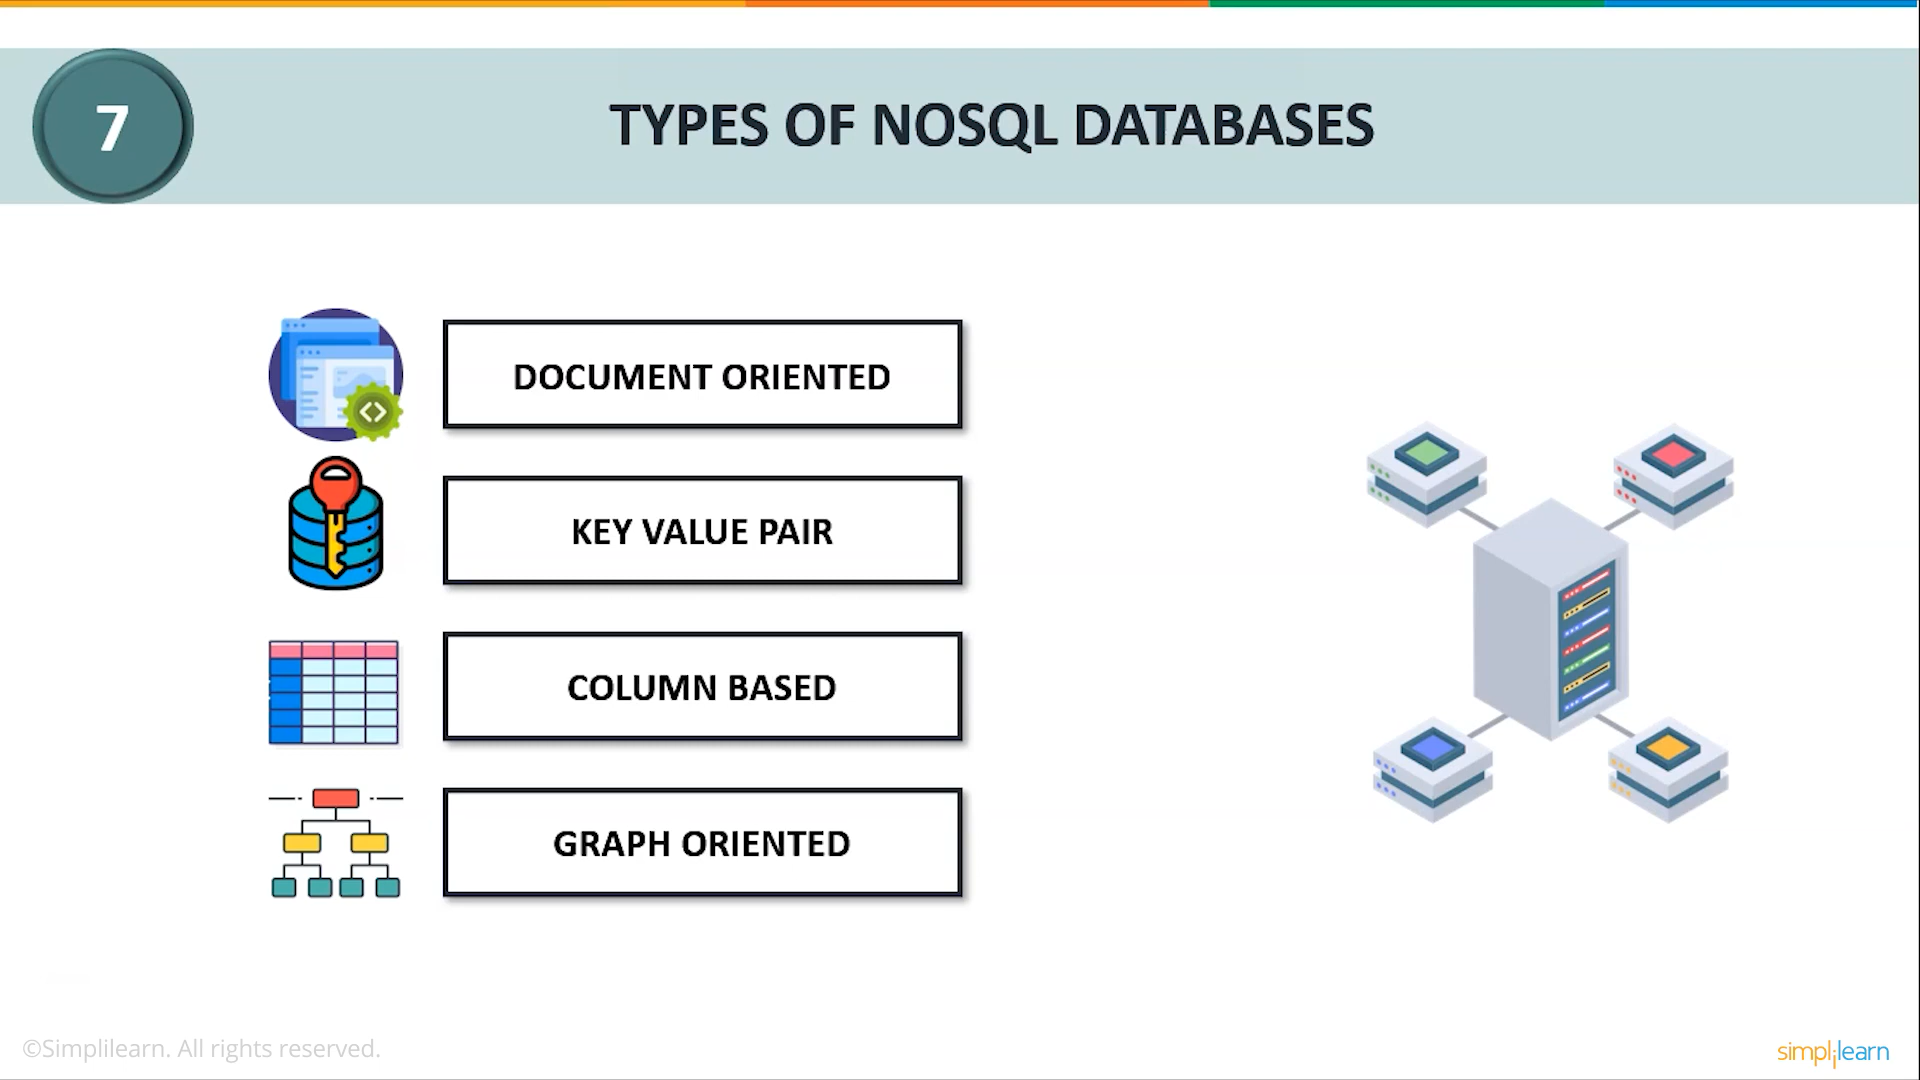 7
TYPES OF NOSQL DATABASES
DOCUMENT ORIENTED
KEY VALUE PAIR
COLUMN BASED
GRAPH ORIENTED
©Simplilearn. All rights reserved.
simplilearn